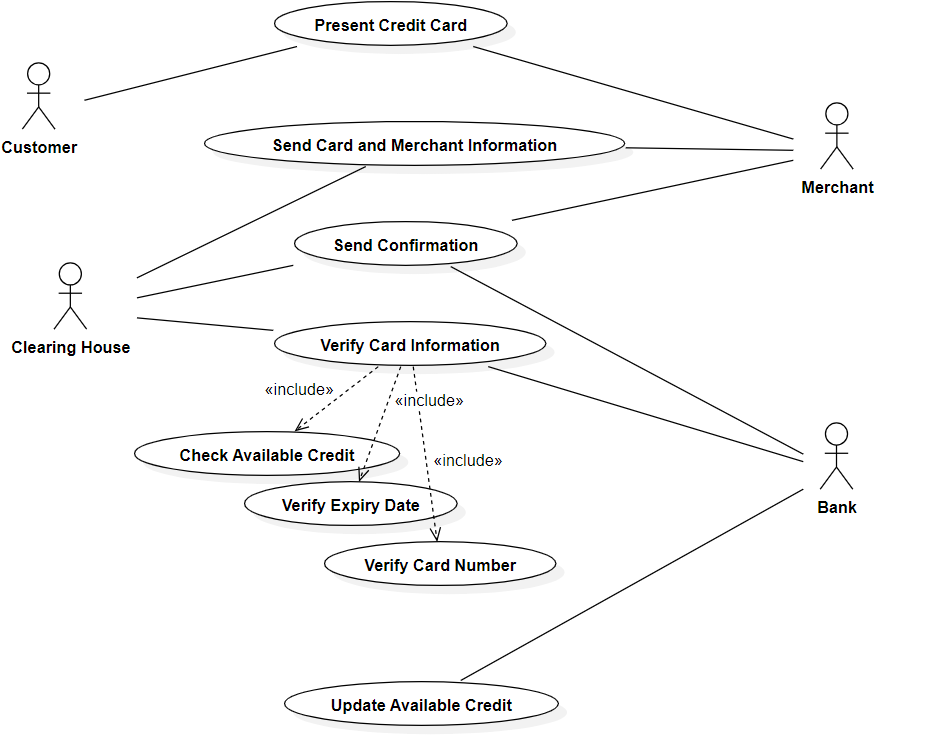 Present Credit Card
Customer
Send Card and Merchant Information
Merchant
Send Confirmation
Clearing House
Verify Card Information
«include»
«include»
Check Available Credit
«include»
Verify Expiry Date
Bank
Verify Card Number
Update Available Credit